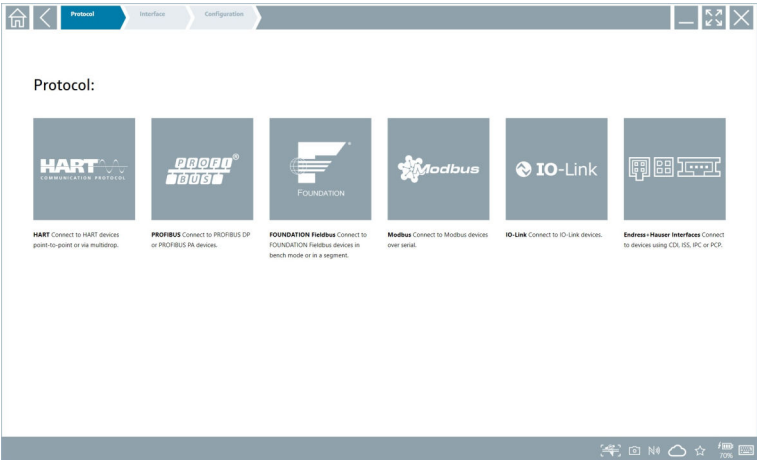 Protocol
Interface
Configuration
Protocol:
HART
COMMUNICATION PROTOCOL
PROFI
BUS
®
FOUNDATION
Modbus
IO-Link
HART Connect to HART devices
point-to-point or via multidrop.
PROFIBUS Connect to PROFIBUS DP
or PROFIBUS PA devices.
FOUNDATION Fieldbus Connect to
FOUNDATION Fieldbus devices in
bench mode or in a segment.
Modbus Connect to Modbus devices
over serial.
IO-Link Connect to IO-Link devices.
Endress+Hauser Interfaces Connect
to devices using CDI, ISS, IPC or PCP.
70%